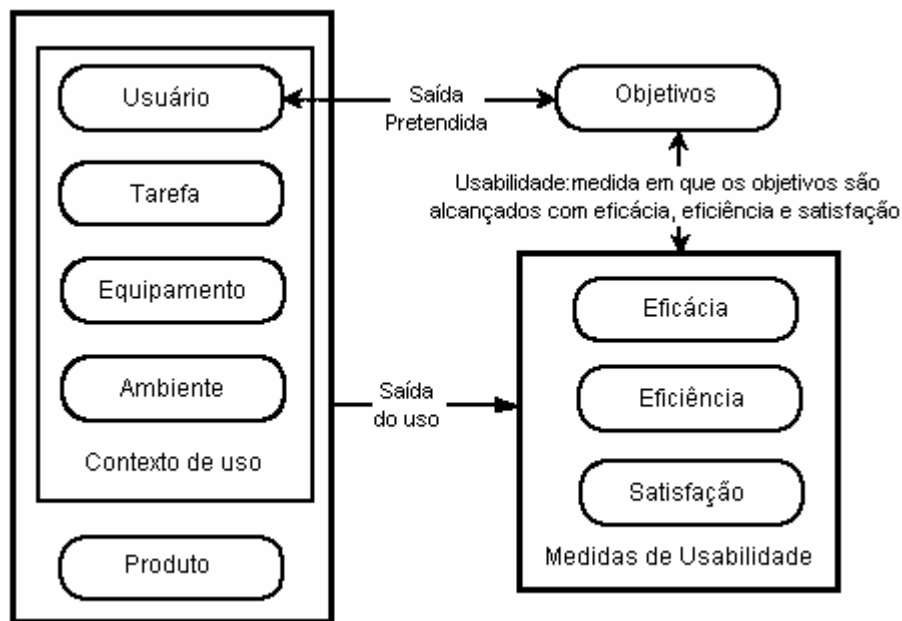 Usuário
Tarefa
Equipamento
Ambiente
Contexto de uso
Produto
Saída
Pretendida
Objetivos
Usabilidade:medida em que os objetivos são
alcançados com eficácia, eficiência e satisfação
Saída
do uso
Eficácia
Eficiência
Satisfação
Medidas de Usabilidade